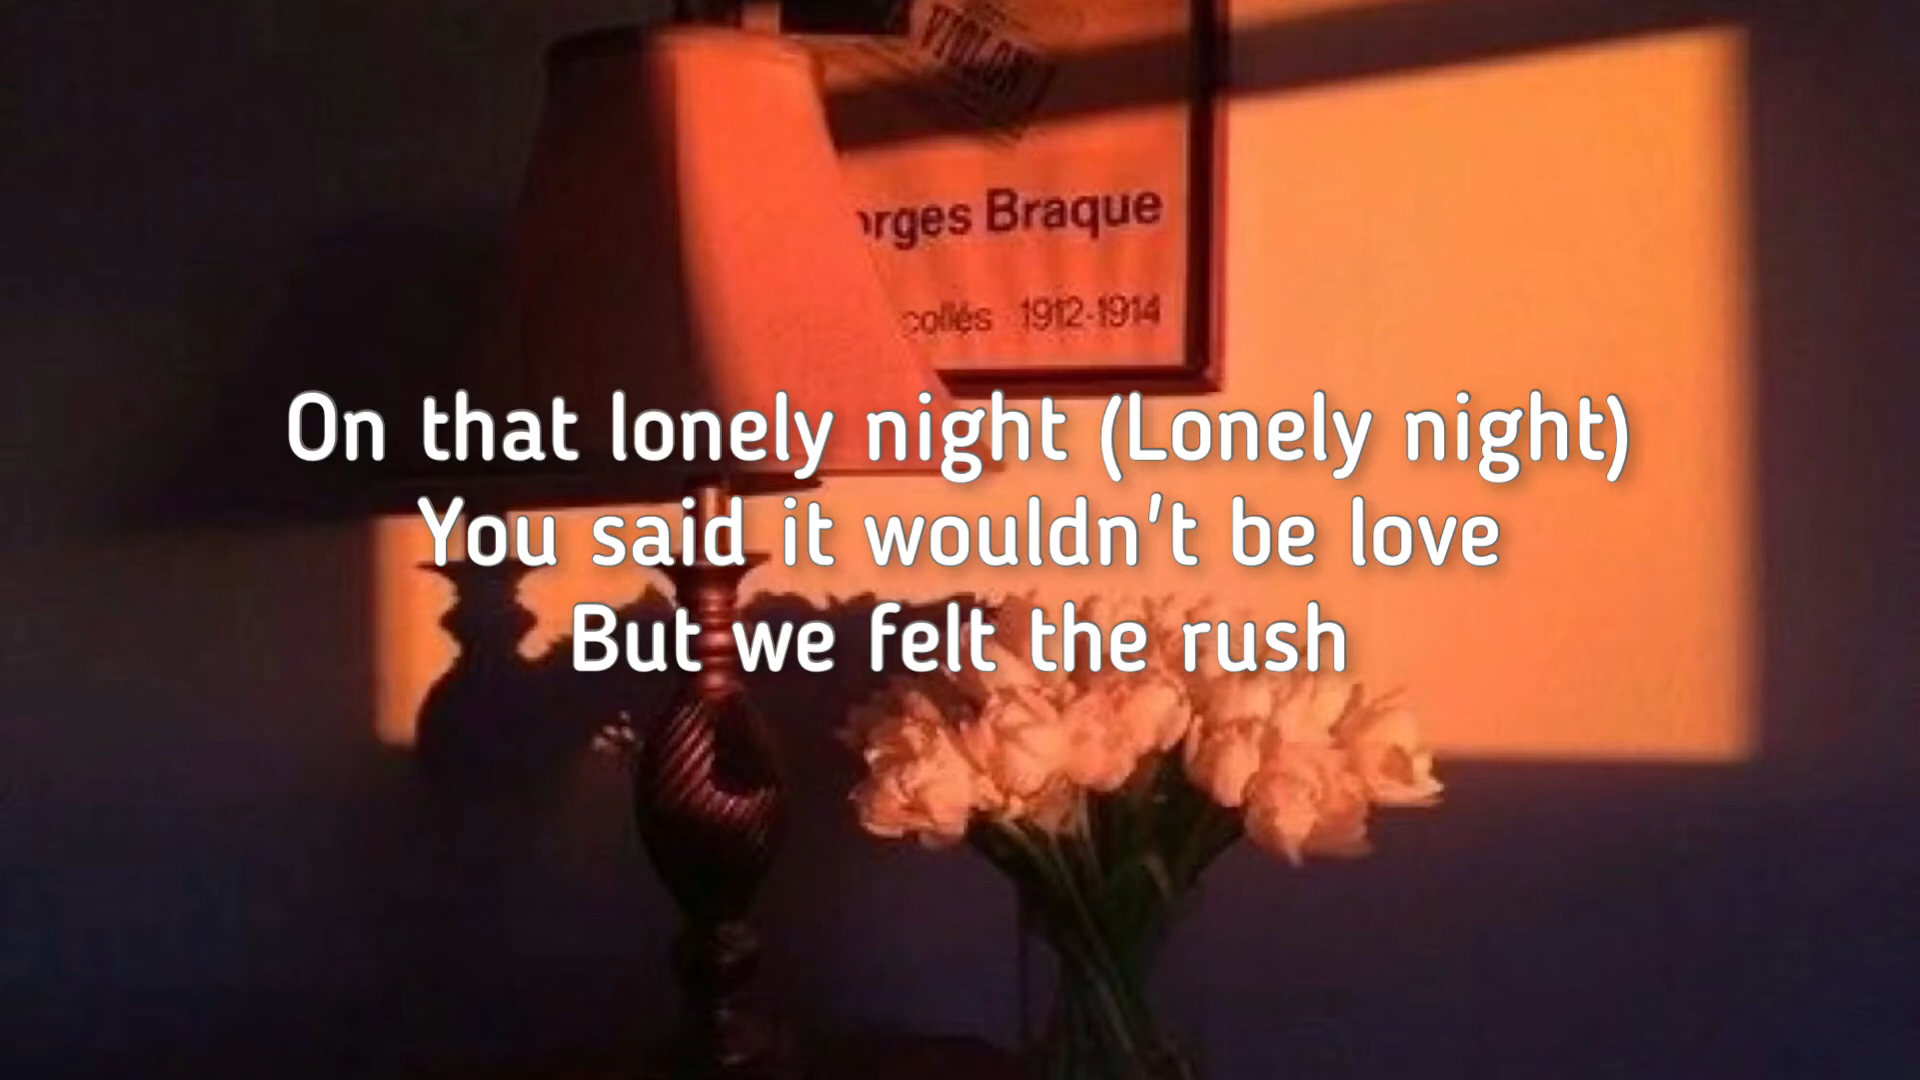 VIOLON
orges Braque
collés 1912-1914
On that lonely night (Lonely night)
You said it wouldn't be love
But we felt the rush